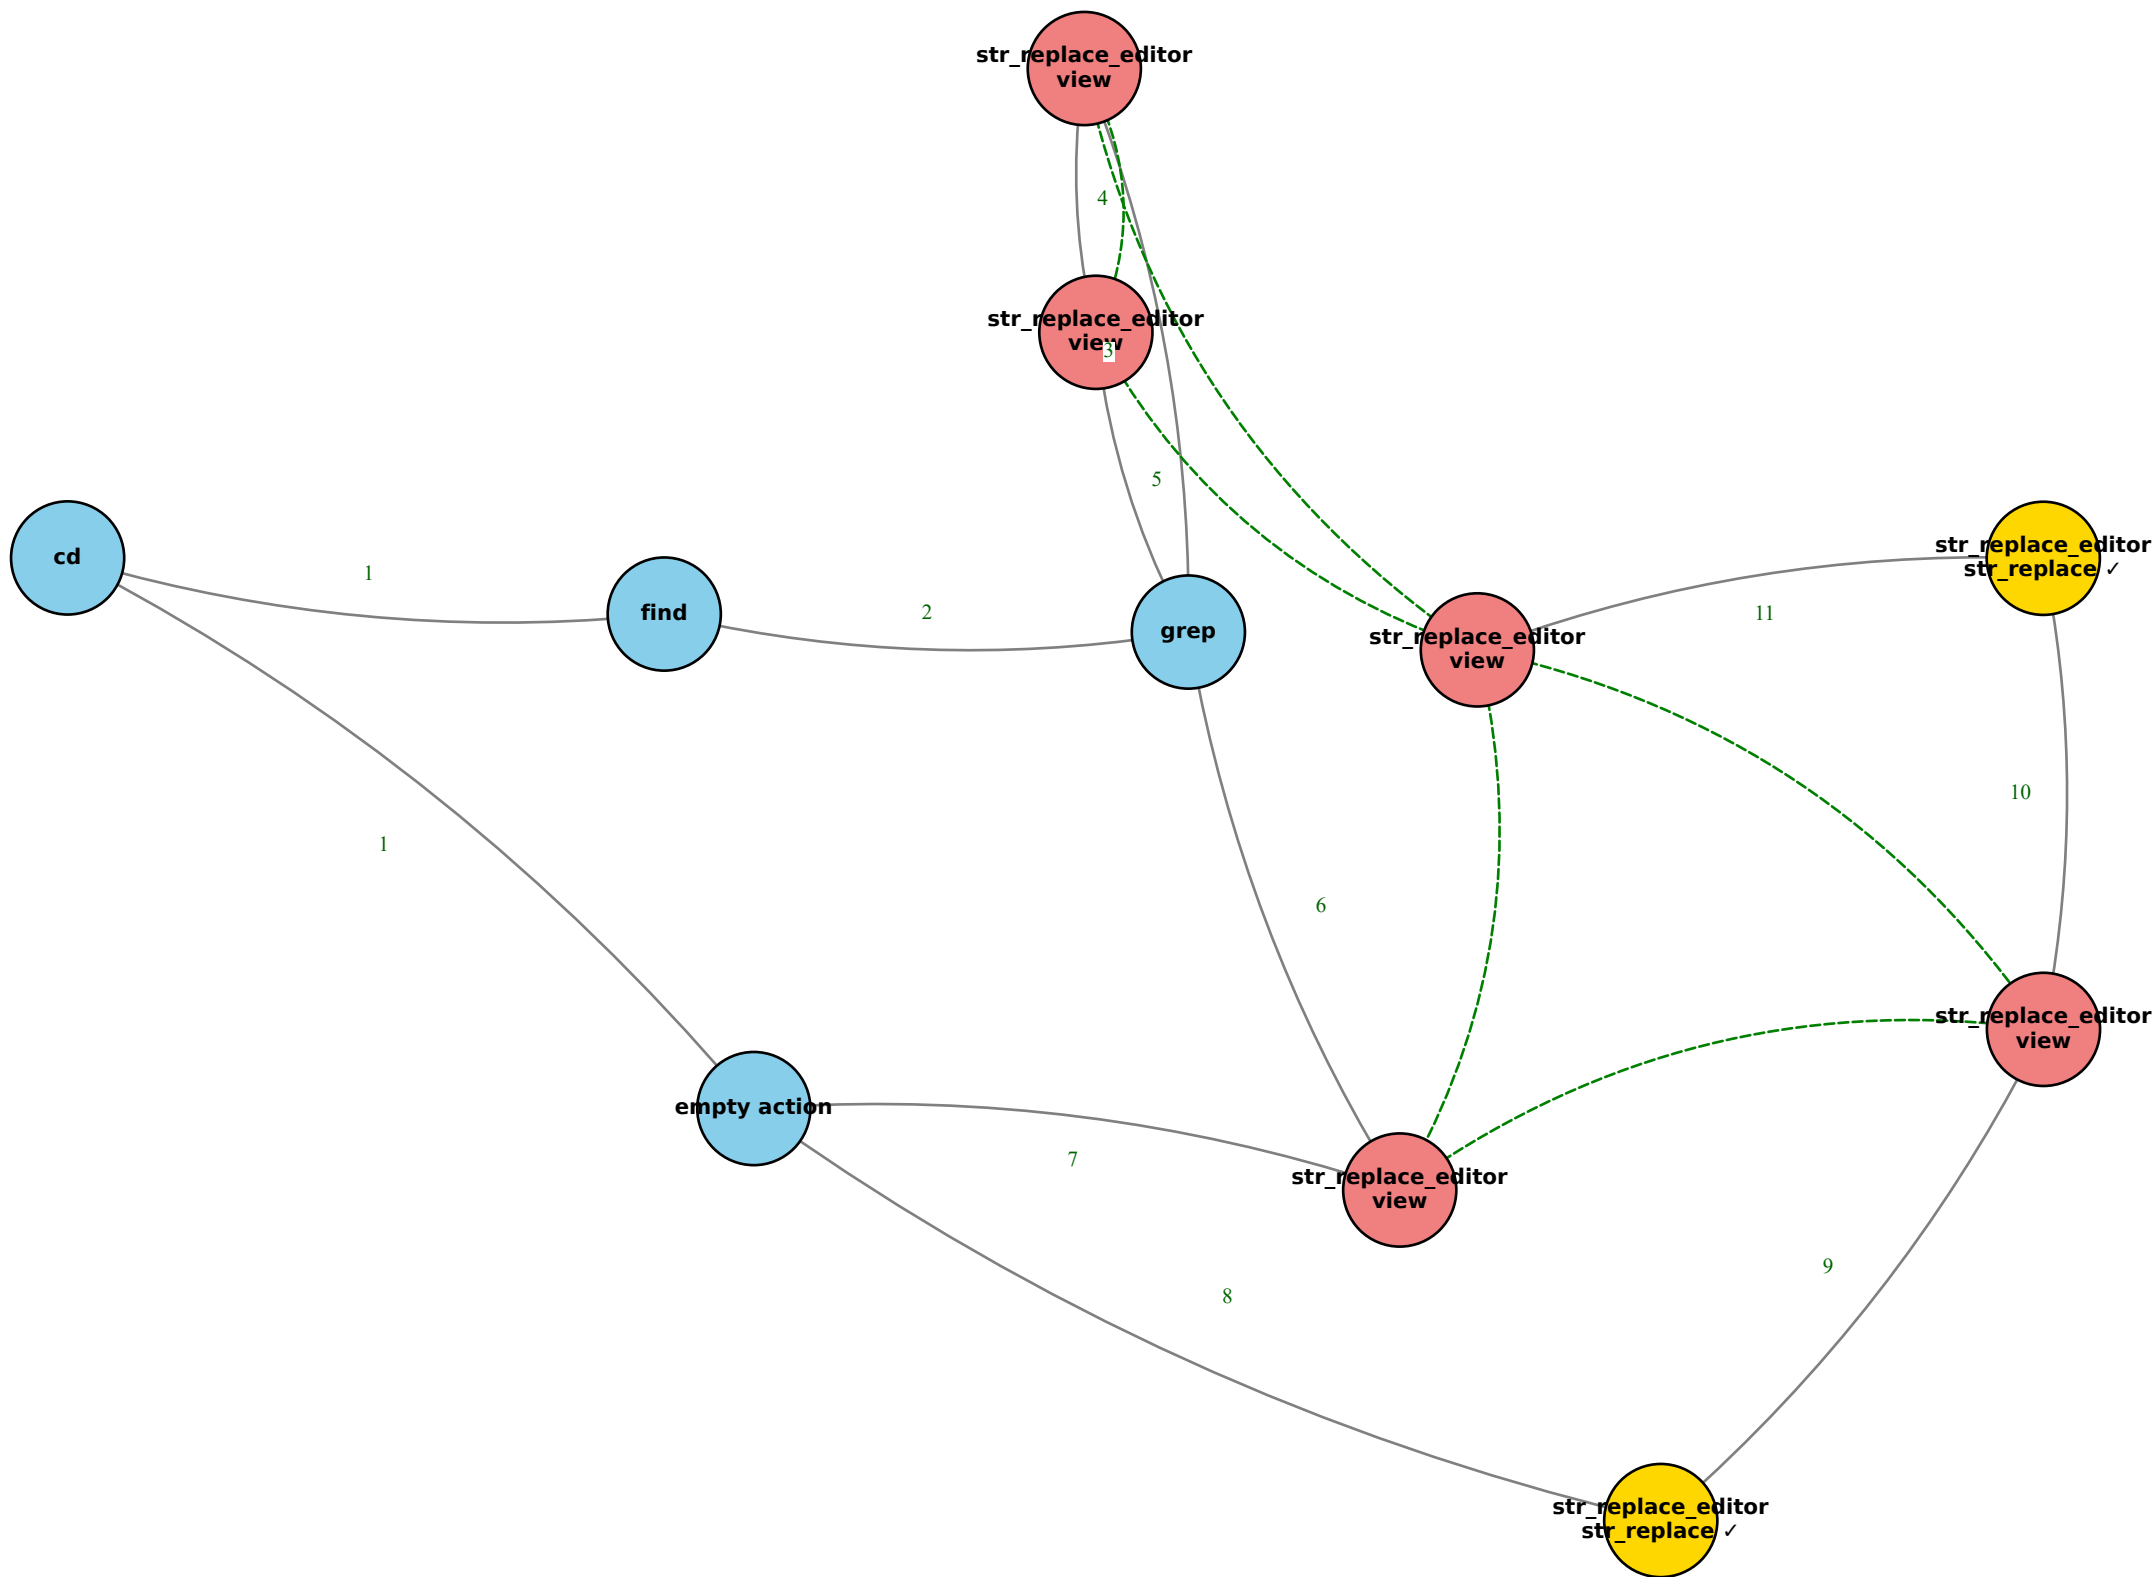 str_replace_editor
view
4
str_replace_editor
view
3
5
cd
1
find
2
grep
str_replace_editor
view
11
str_replace_editor
str_replace ✓
10
1
6
empty action
7
str_replace_editor
view
str_replace_editor
view
8
9
str_replace_editor
str_replace ✓